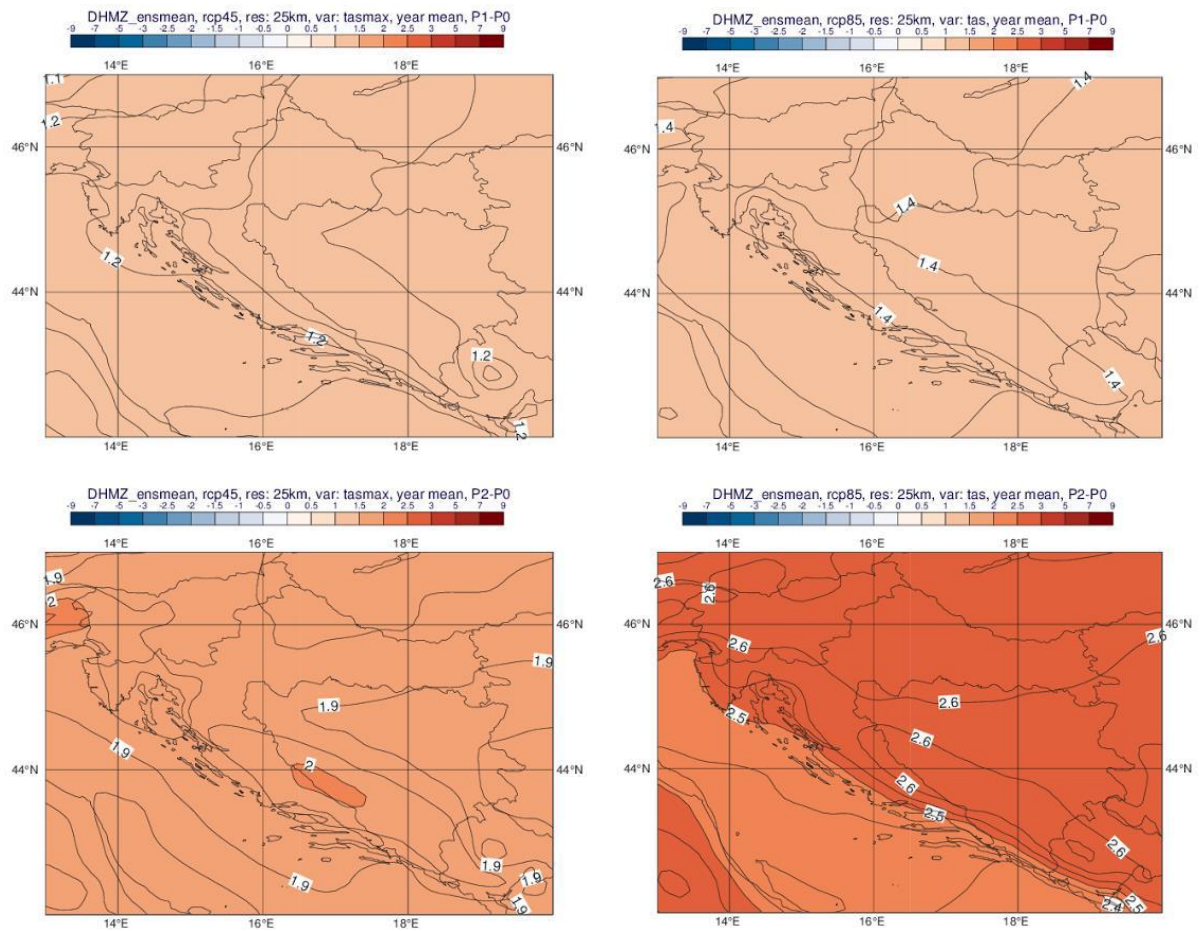 DHMZ_ensmean, rcp45, res: 25km, var: tasmax, year mean, P1-P0
-9 -7 -5 -3 -2.5 -2 -1.5 -1 -0.5 0 0.5 1 1.5 2 2.5 3 5 7 9
14°E 16°E 18°E
1.1
1.2
46°N 46°N
1.2
44°N 44°N
1.2
1.2
1.2
14°E 16°E 18°E
DHMZ_ensmean, rcp85, res: 25km, var: tas, year mean, P1-P0
-9 -7 -5 -3 -2.5 -2 -1.5 -1 -0.5 0 0.5 1 1.5 2 2.5 3 5 7 9
14°E 16°E 18°E
1.4
1.4
46°N 46°N
1.4
1.4
44°N 44°N
1.4
1.4
14°E 16°E 18°E
DHMZ_ensmean, rcp45, res: 25km, var: tasmax, year mean, P2-P0
-9 -7 -5 -3 -2.5 -2 -1.5 -1 -0.5 0 0.5 1 1.5 2 2.5 3 5 7 9
14°E 16°E 18°E
1.9
2
46°N 46°N
1.9
1.9
1.9
2
44°N 44°N
1.9
1.9
1.9
1.9
14°E 16°E 18°E
DHMZ_ensmean, rcp85, res: 25km, var: tas, year mean, P2-P0
-9 -7 -5 -3 -2.5 -2 -1.5 -1 -0.5 0 0.5 1 1.5 2 2.5 3 5 7 9
14°E 16°E 18°E
2.6 2.6
46°N 46°N
2.6 2.6
2.6
2.5
2.6
44°N 44°N
2.6
2.5
2.6
2.4 2.5
14°E 16°E 18°E